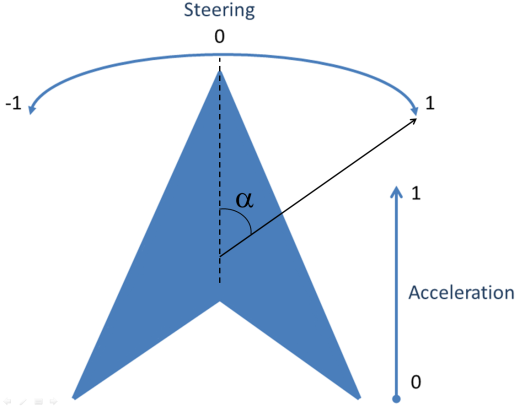 Steering
0
-1
1
α
1
Acceleration
0